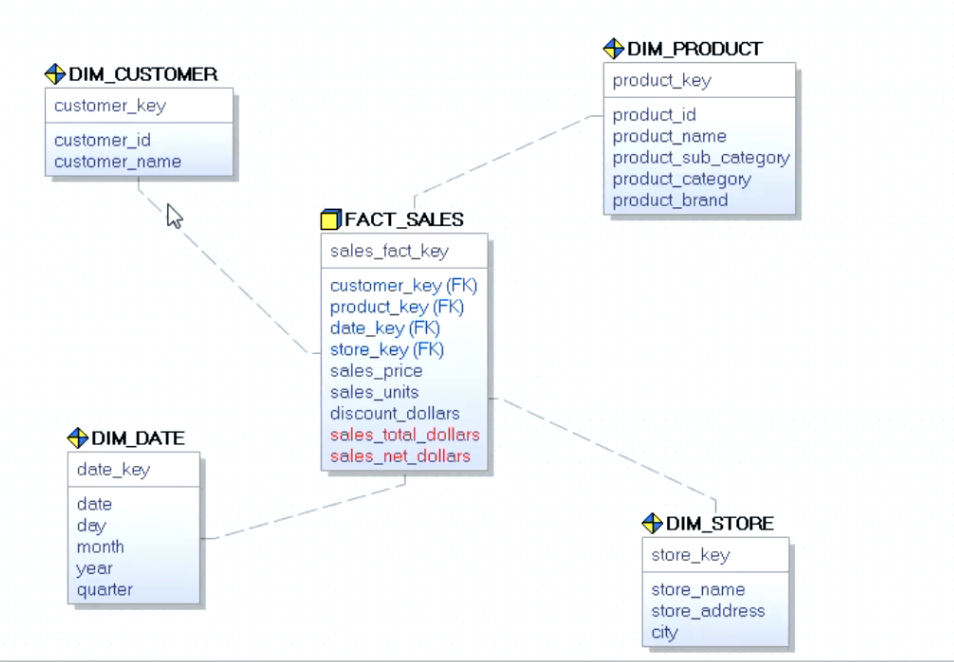 DIM_CUSTOMER
customer_key
customer_id
customer_name
DIM_PRODUCT
product_key
product_id
product_name
product_sub_category
product_category
product_brand
FACT_SALES
sales_fact_key
customer_key (FK)
product_key (FK)
date_key (FK)
store_key (FK)
sales_price
sales_units
discount_dollars
sales_total_dollars
sales_net_dollars
DIM_DATE
date_key
date
day
month
year
quarter
DIM_STORE
store_key
store_name
store_address
city